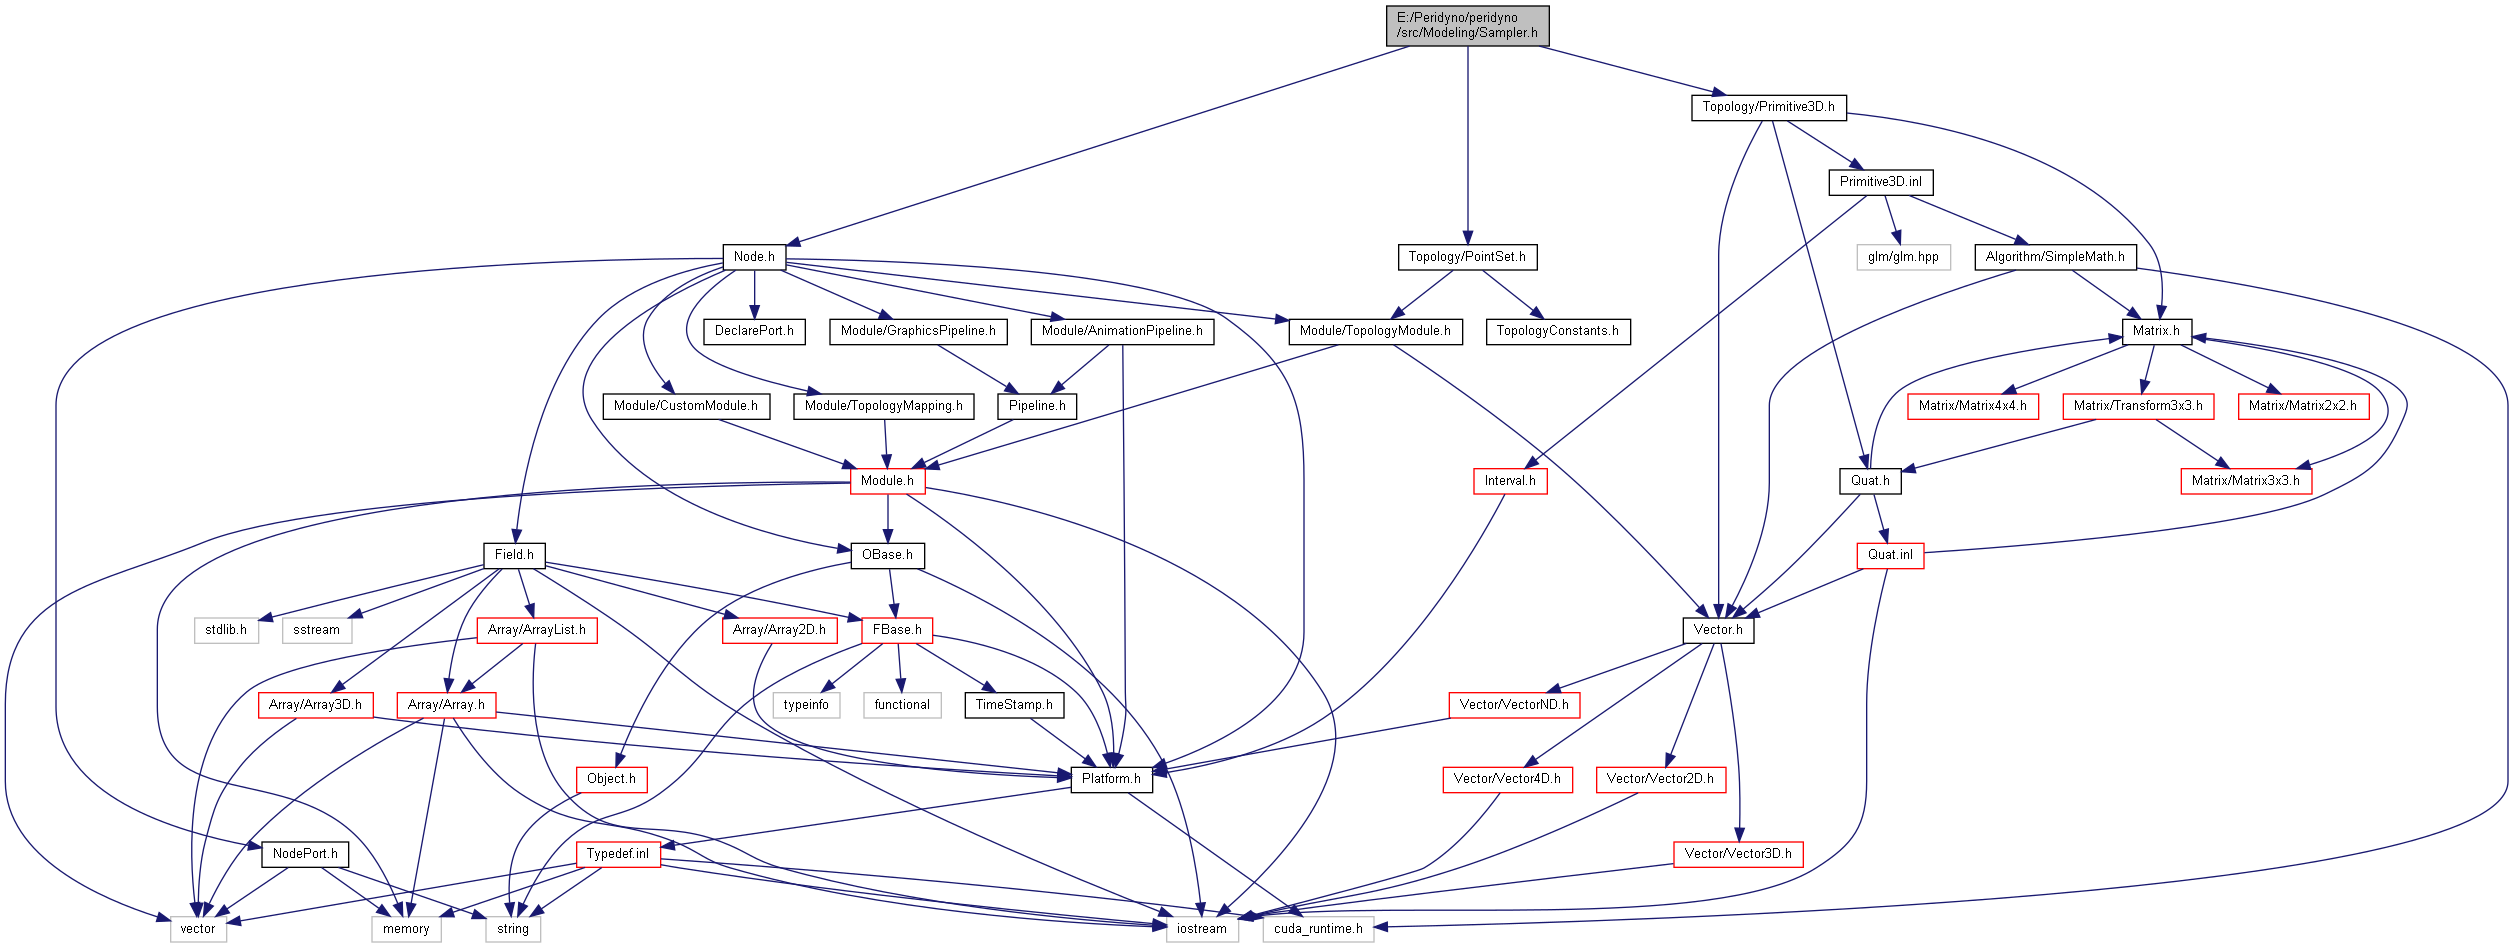 E:/Peridyno/peridyno
/src/Modeling/Sampler.h
Topology/Primitive3D.h
Primitive3D.inl
Node.h
Topology/PointSet.h
glm/glm.hpp
Algorithm/SimpleMath.h
DeclarePort.h
Module/GraphicsPipeline.h
Module/AnimationPipeline.h
Module/TopologyModule.h
TopologyConstants.h
Matrix.h
Module/CustomModule.h
Module/TopologyMapping.h
Pipeline.h
Matrix/Matrix4x4.h
Matrix/Transform3x3.h
Matrix/Matrix2x2.h
Module.h
Interval.h
Quat.h
Matrix/Matrix3x3.h
Field.h
OBase.h
Quat.inl
stdlib.h
sstream
Array/ArrayList.h
Array/Array2D.h
FBase.h
Vector.h
Array/Array3D.h
Array/Array.h
typeinfo
functional
TimeStamp.h
Vector/VectorND.h
Object.h
Platform.h
Vector/Vector4D.h
Vector/Vector2D.h
NodePort.h
Typedef.inl
Vector/Vector3D.h
vector
memory
string
iostream
cuda_runtime.h